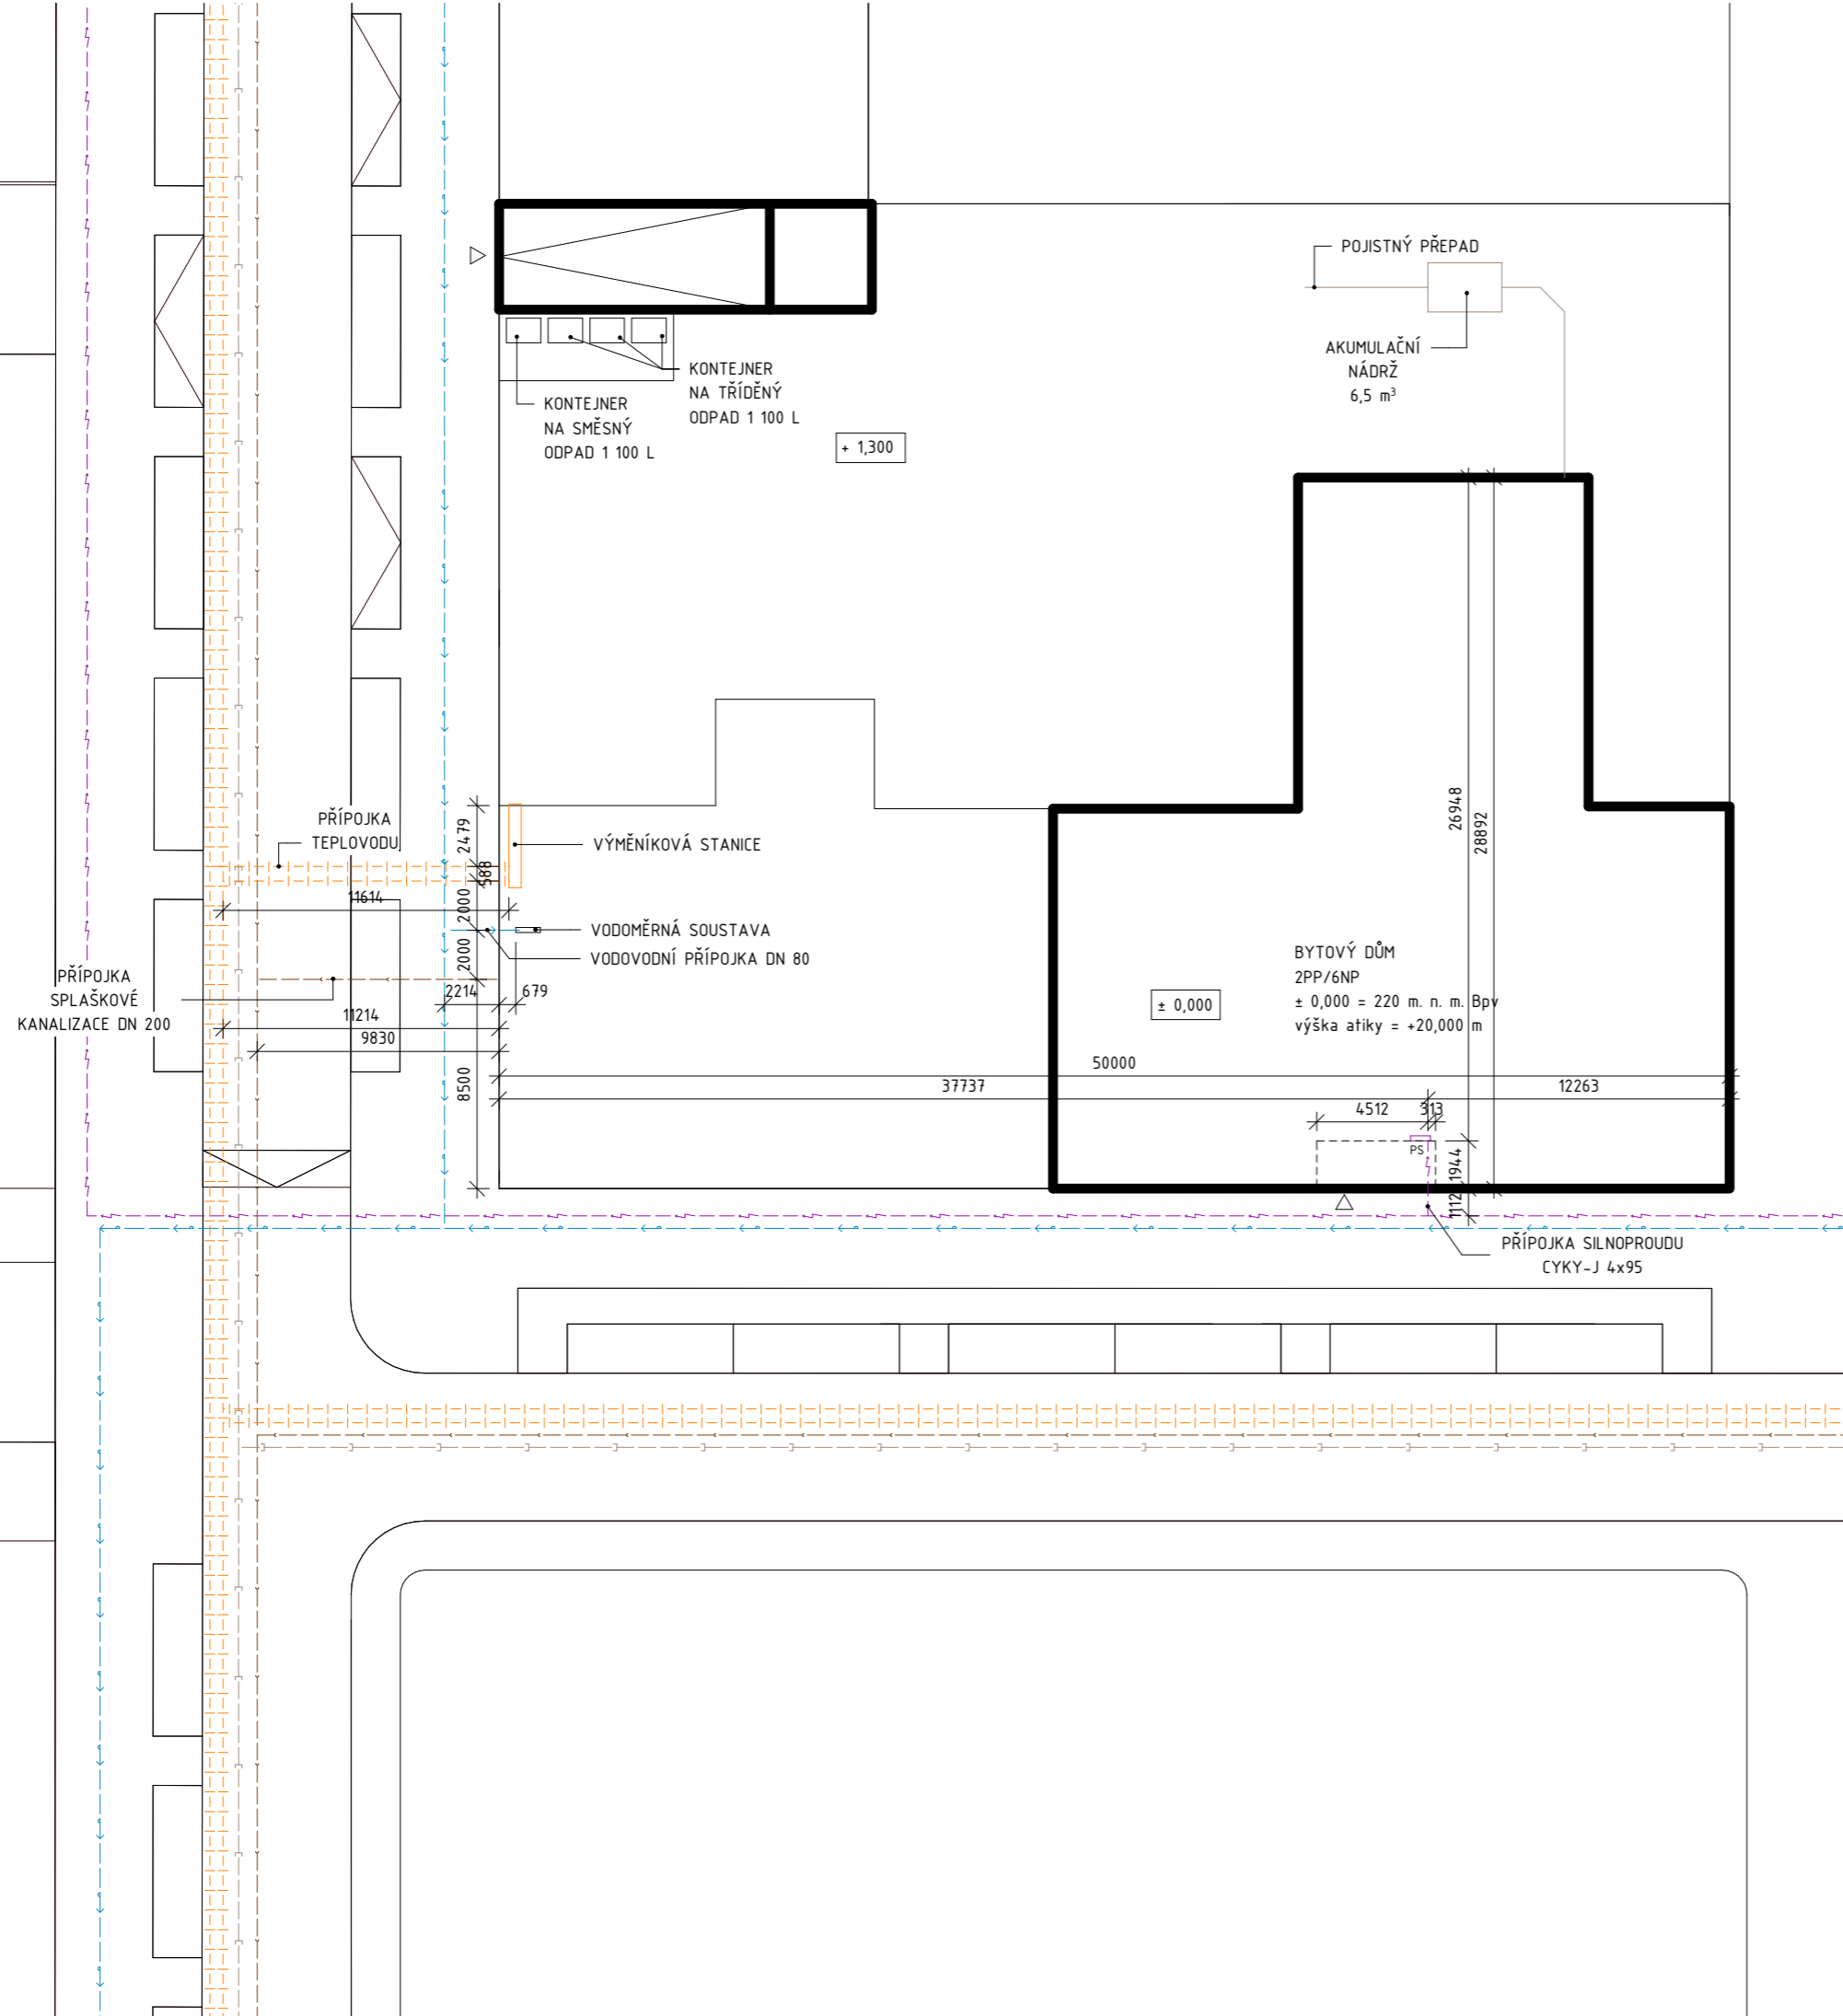 POJISTNÝ PŘEPAD
AKUMULAČNÍ
NÁDRŽ
6,5 m³
KONTEJNER
NA TŘÍDĚNÝ
ODPAD 1 100 L
KONTEJNER
NA SMĚSNÝ
ODPAD 1 100 L
+ 1,300
PŘÍPOJKA
TEPLOVODU
2479
588
VÝMĚNÍKOVÁ STANICE
26948
28892
11614
2000
VODOMĚRNÁ SOUSTAVA
VODOVODNÍ PŘÍPOJKA DN 80
2000
PŘÍPOJKA
SPLAŠKOVÉ
KANALIZACE DN 200
2214
679
11214
9830
8500
± 0,000
BYTOVÝ DŮM
2PP/6NP
± 0,000 = 220 m. n. m. Bpv
výška atiky = +20,000 m
50000
37737
12263
4512
313
PS
1944
1112
PŘÍPOJKA SILNOPROUDU
CYKY-J 4x95